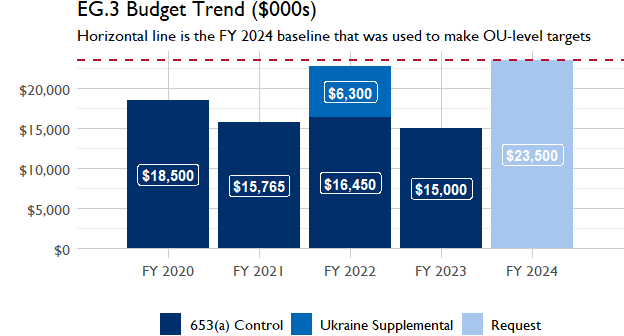 EG.3 Budget Trend ($000s)
Horizontal line is the FY 2024 baseline that was used to make OU-level targets
$20,000
$15,000
$10,000
$5,000
$0
$18,500
$15,765
$6,300
$16,450
$15,000
$23,500
FY 2020 FY 2021 FY 2022 FY 2023 FY 2024
653(a) Control Ukraine Supplemental Request